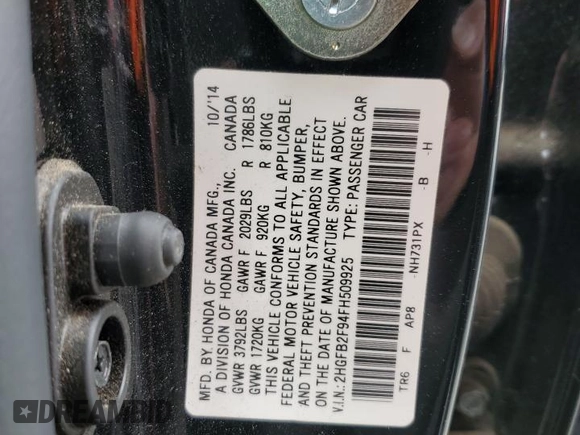 MFD. BY HONDA OF CANADA MFG., 10/'14
A DIVISION OF HONDA CANADA INC. CANADA
GVWR 3792LBS GAWR F 2029LBS R 1786LBS
GVWR 1720KG GAWR F 920KG R 810KG
THIS VEHICLE CONFORMS TO ALL APPLICABLE
FEDERAL MOTOR VEHICLE SAFETY, BUMPER,
AND THEFT PREVENTION STANDARDS IN EFFECT
ON THE DATE OF MANUFACTURE SHOWN ABOVE.
V.I.N.: 2HGFB2F94FH509925 TYPE: PASSENGER CAR
TR6 F AP8 -NH731PX -B -H
DREAMBID